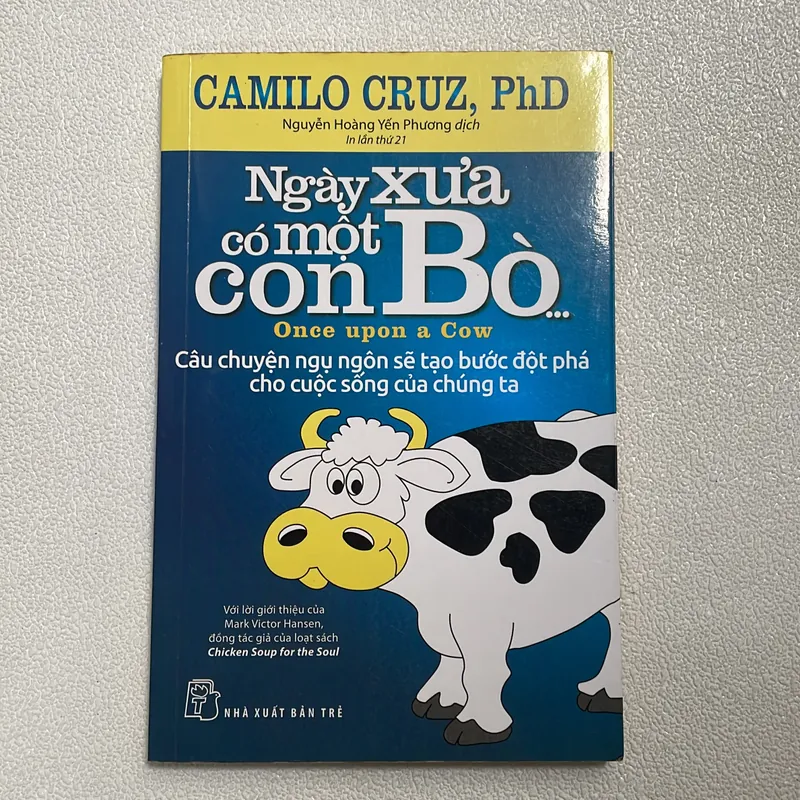 CAMILO CRUZ, PhD
Nguyễn Hoàng Yến Phương dịch
In lần thứ 21
Ngày xưa
có một
con Bò...
Once upon a Cow
Câu chuyện ngụ ngôn sẽ tạo bước đột phá
cho cuộc sống của chúng ta
Với lời giới thiệu của
Mark Victor Hansen,
đồng tác giả của loạt sách
Chicken Soup for the Soul
T
NHÀ XUẤT BẢN TRẺ